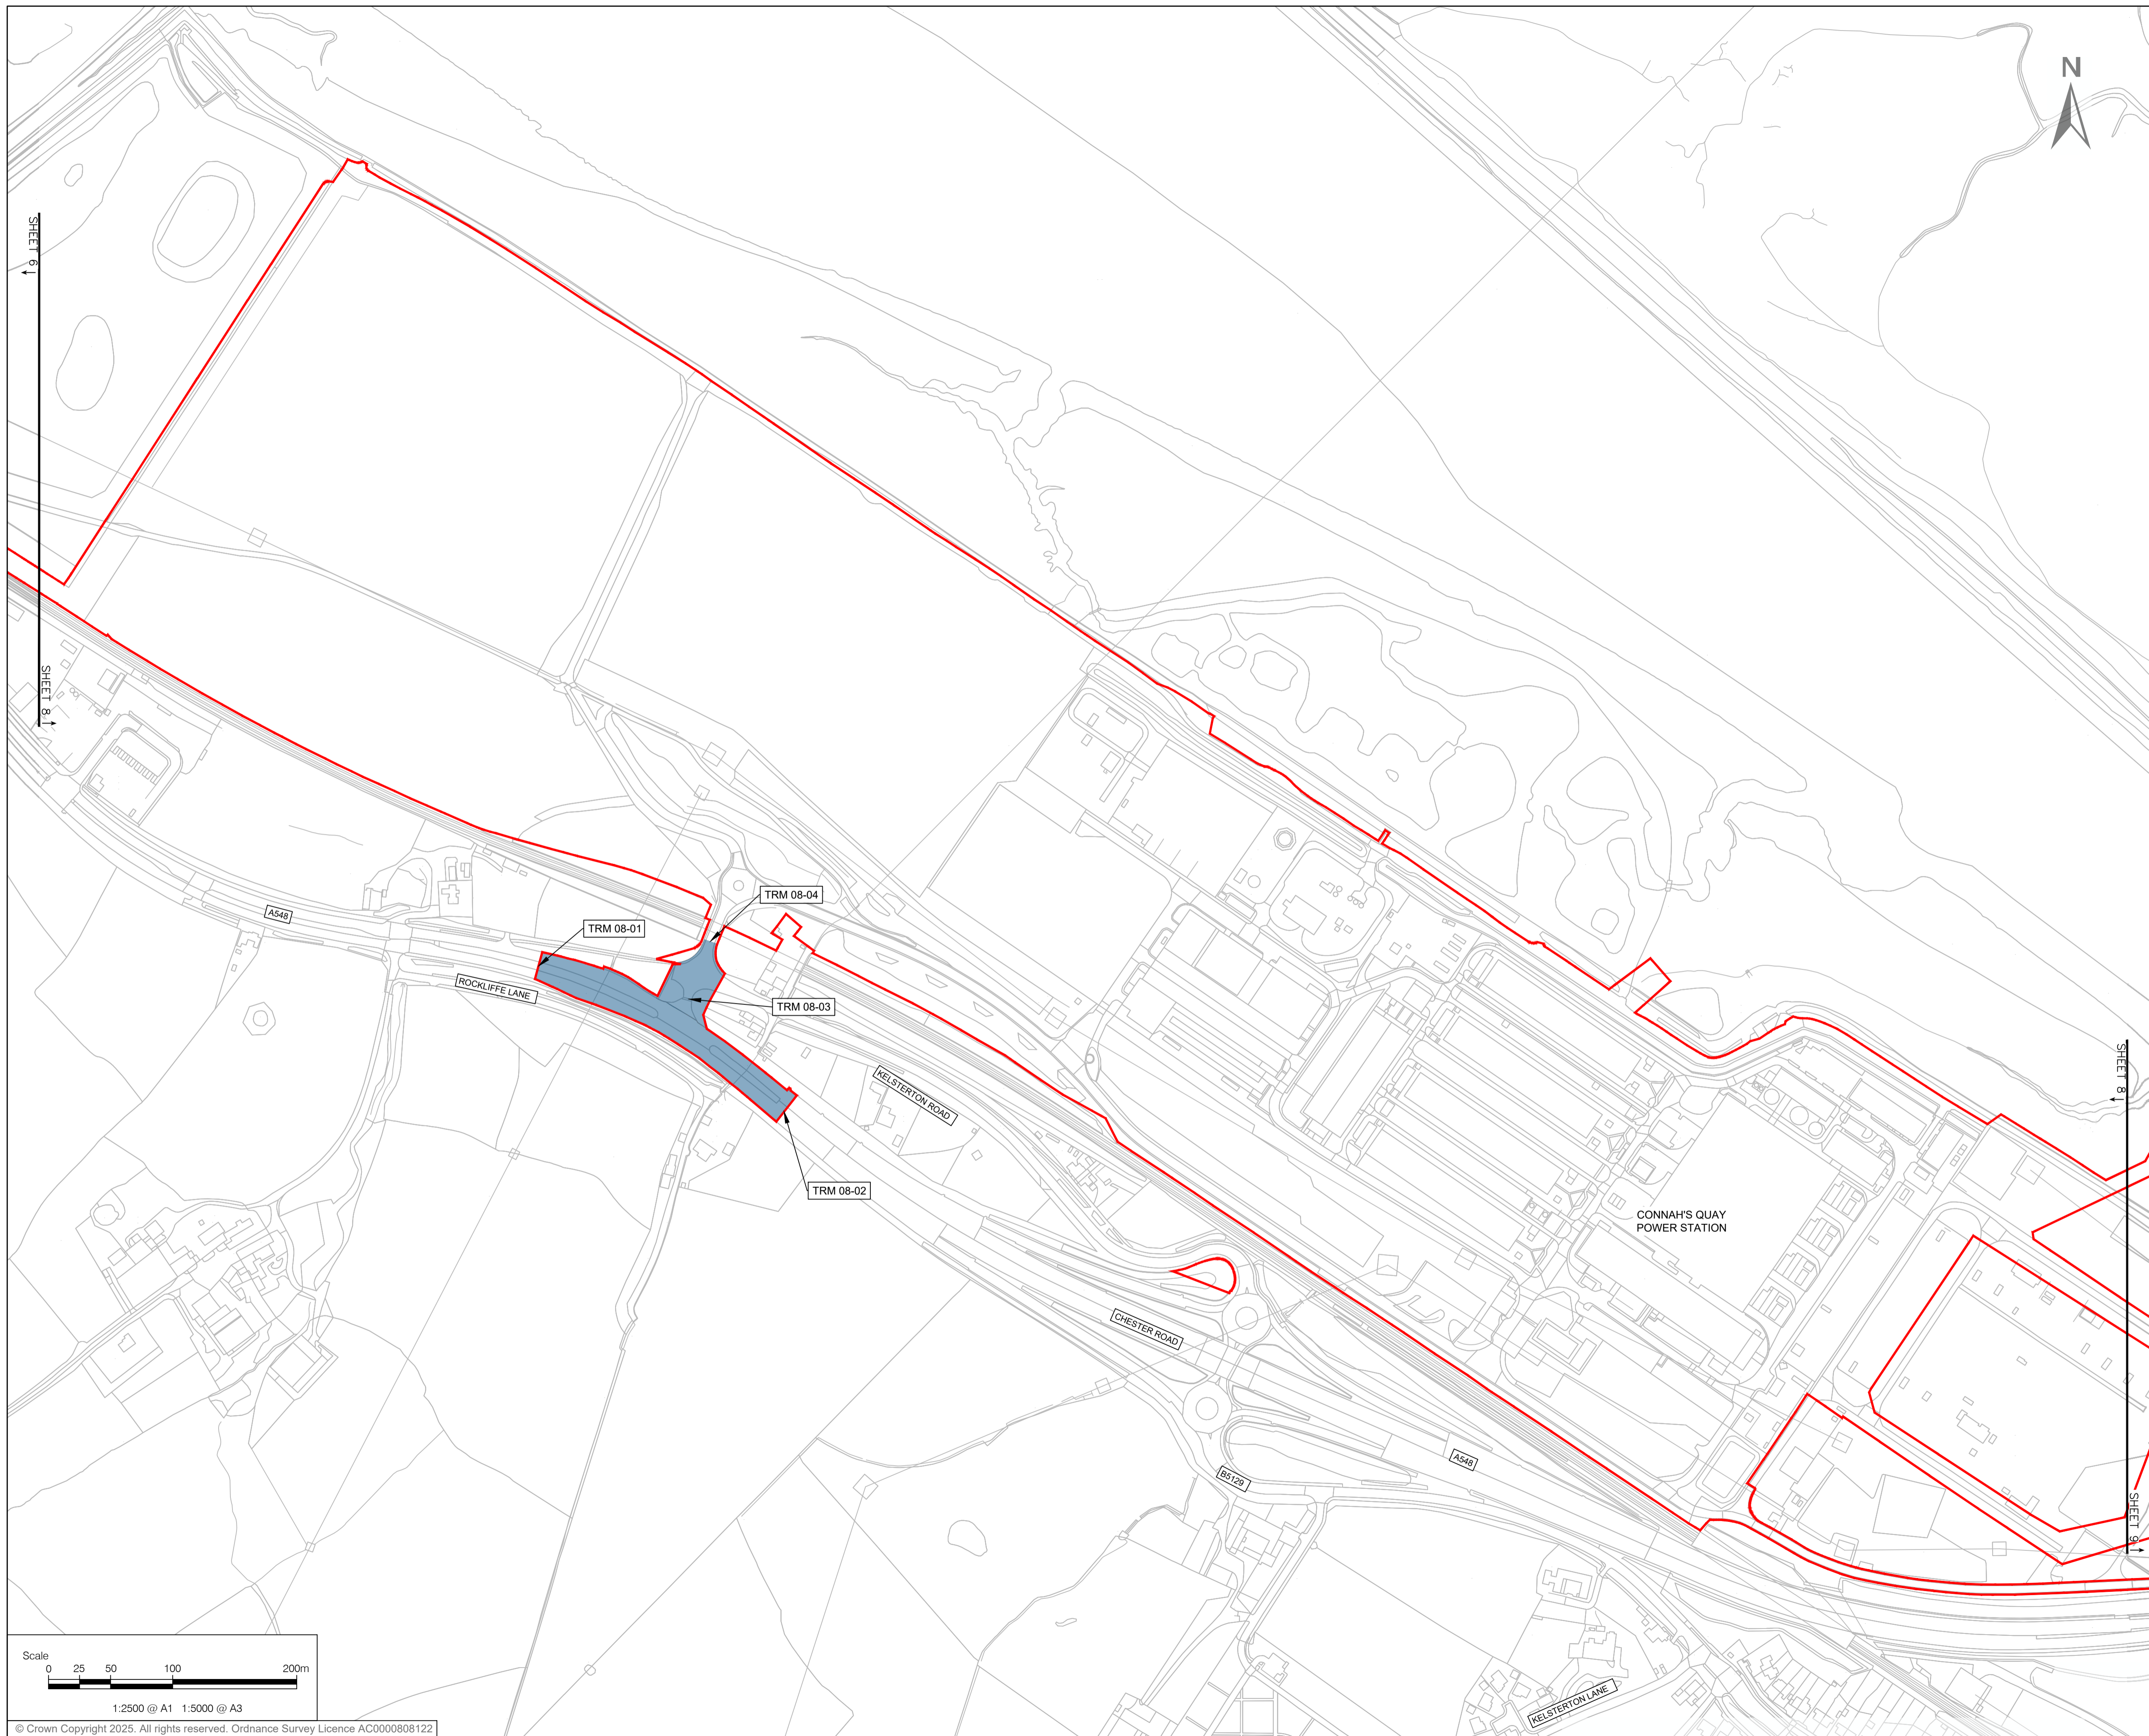 N
SHEET 6
SHEET 8
TRM 08-04
A548
TRM 08-01
ROCKLIFFE LANE
TRM 08-03
KELSTERTON ROAD
SHEET 8
TRM 08-02
CONNAH'S QUAY
POWER STATION
CHESTER ROAD
A548
B5129
SHEET 9
KELSTERTON LANE
Scale
0 25 50 100 200m
1:2500 @ A1 1:5000 @ A3
© Crown Copyright 2025. All rights reserved. Ordnance Survey Licence AC0000808122